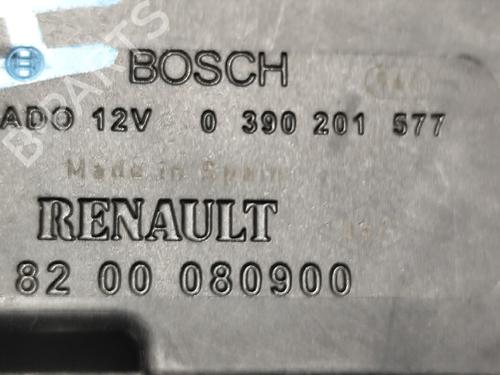 BOSCH
ADO 12V 0 390 201 577
Made in Spain
RENAULT
82 00 080900